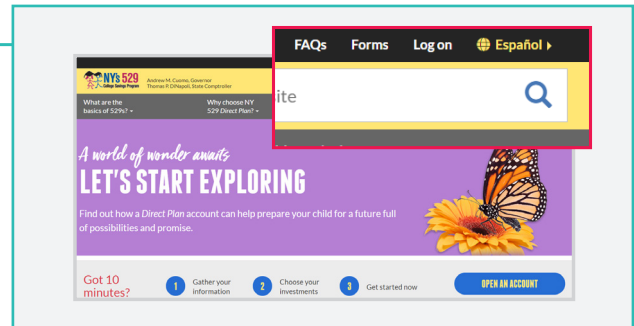 FAQs Forms Log on Español
ite
NY's 529
College Savings Program
Andrew M. Cuomo, Governor
Thomas P. DiNapoli, State Comptroller
What are the
basics of 529s?
Why choose NY
529 Direct Plan?
A world of wonder awaits
LET'S START EXPLORING
Find out how a Direct Plan account can help prepare your child for a future full
of possibilities and promise.
Got 10
minutes?
1 Gather your
information
2 Choose your
investments
3 Get started now
OPEN AN ACCOUNT